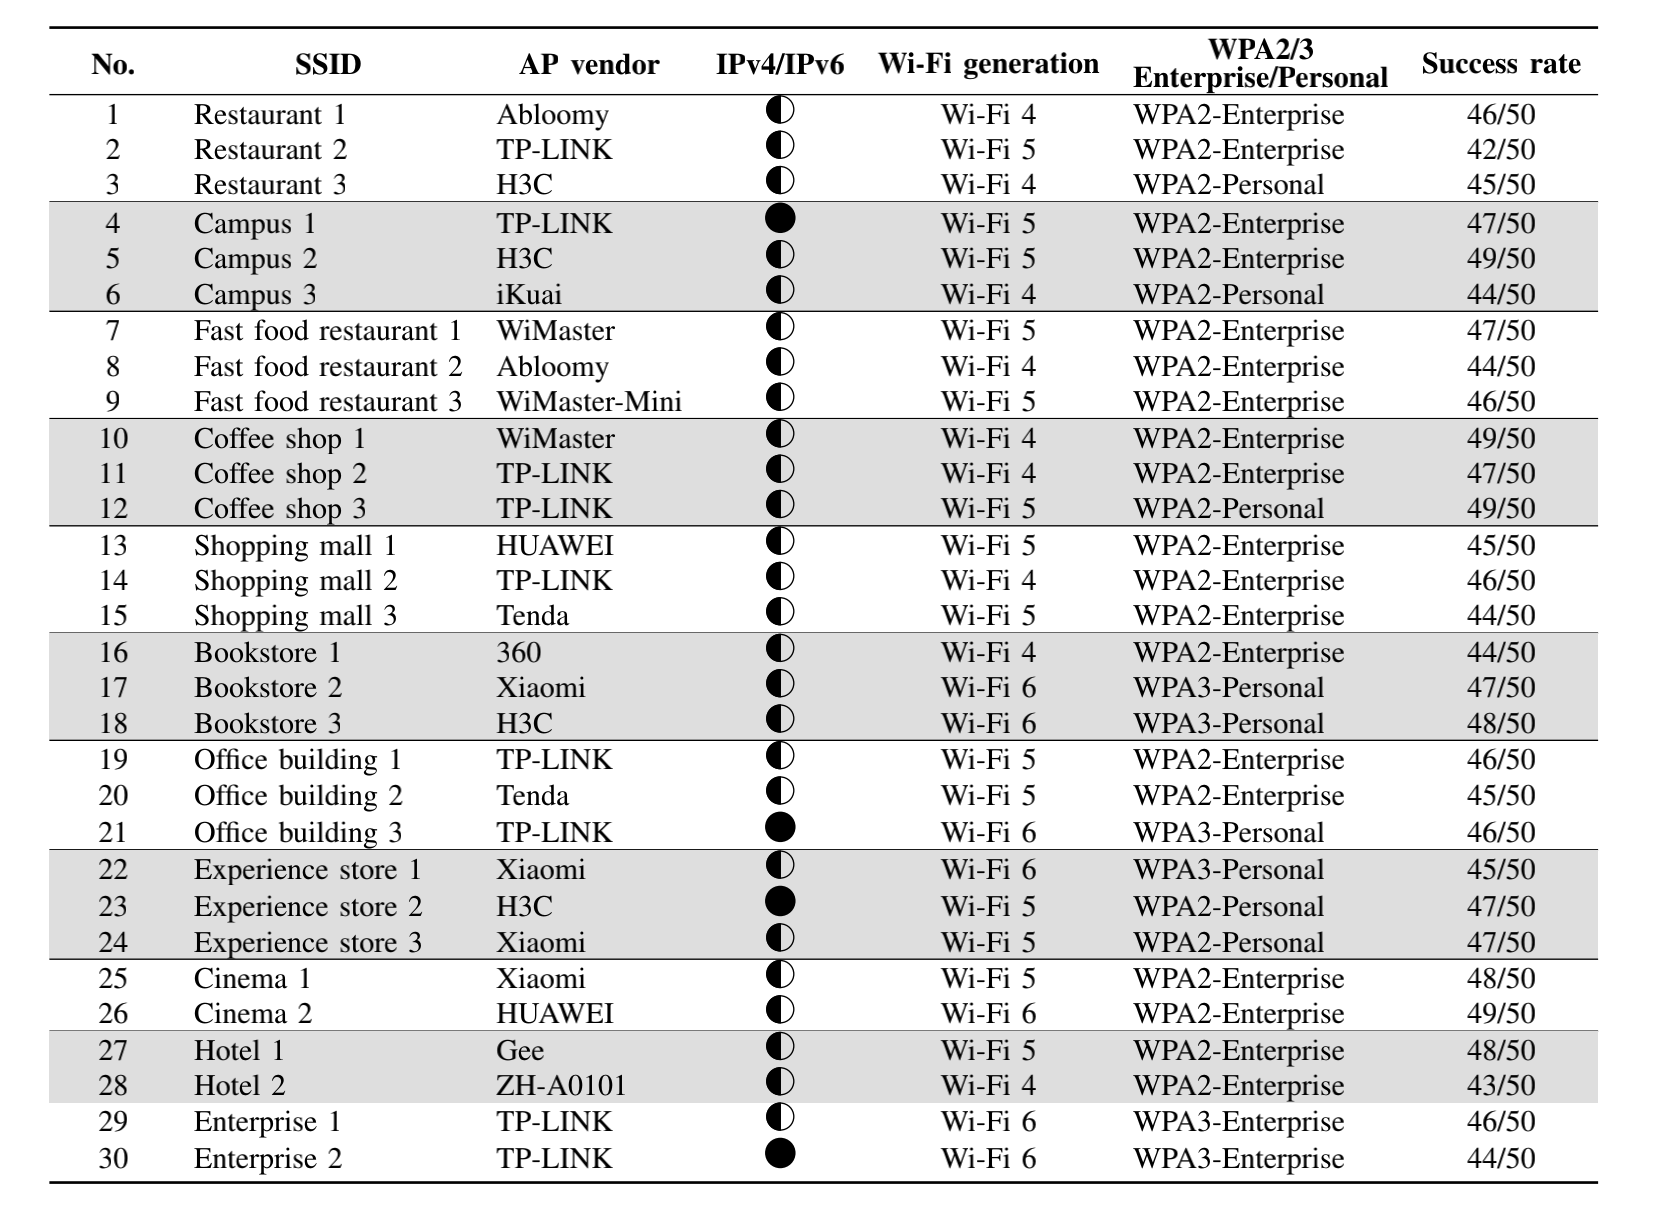 No. SSID AP vendor IPv4/IPv6 Wi-Fi generation WPA2/3 Enterprise/Personal Success rate
1 Restaurant 1 Abloomy ◐ Wi-Fi 4 WPA2-Enterprise 46/50
2 Restaurant 2 TP-LINK ◐ Wi-Fi 5 WPA2-Enterprise 42/50
3 Restaurant 3 H3C ◐ Wi-Fi 4 WPA2-Personal 45/50
4 Campus 1 TP-LINK ● Wi-Fi 5 WPA2-Enterprise 47/50
5 Campus 2 H3C ◐ Wi-Fi 5 WPA2-Enterprise 49/50
6 Campus 3 iKuai ◐ Wi-Fi 4 WPA2-Personal 44/50
7 Fast food restaurant 1 WiMaster ◐ Wi-Fi 5 WPA2-Enterprise 47/50
8 Fast food restaurant 2 Abloomy ◐ Wi-Fi 4 WPA2-Enterprise 44/50
9 Fast food restaurant 3 WiMaster-Mini ◐ Wi-Fi 5 WPA2-Enterprise 46/50
10 Coffee shop 1 WiMaster ◐ Wi-Fi 4 WPA2-Enterprise 49/50
11 Coffee shop 2 TP-LINK ◐ Wi-Fi 4 WPA2-Enterprise 47/50
12 Coffee shop 3 TP-LINK ◐ Wi-Fi 5 WPA2-Personal 49/50
13 Shopping mall 1 HUAWEI ◐ Wi-Fi 5 WPA2-Enterprise 45/50
14 Shopping mall 2 TP-LINK ◐ Wi-Fi 4 WPA2-Enterprise 46/50
15 Shopping mall 3 Tenda ◐ Wi-Fi 5 WPA2-Enterprise 44/50
16 Bookstore 1 360 ◐ Wi-Fi 4 WPA2-Enterprise 44/50
17 Bookstore 2 Xiaomi ◐ Wi-Fi 6 WPA3-Personal 47/50
18 Bookstore 3 H3C ◐ Wi-Fi 6 WPA3-Personal 48/50
19 Office building 1 TP-LINK ◐ Wi-Fi 5 WPA2-Enterprise 46/50
20 Office building 2 Tenda ◐ Wi-Fi 5 WPA2-Enterprise 45/50
21 Office building 3 TP-LINK ● Wi-Fi 6 WPA3-Personal 46/50
22 Experience store 1 Xiaomi ◐ Wi-Fi 6 WPA3-Personal 45/50
23 Experience store 2 H3C ● Wi-Fi 5 WPA2-Personal 47/50
24 Experience store 3 Xiaomi ◐ Wi-Fi 5 WPA2-Personal 47/50
25 Cinema 1 Xiaomi ◐ Wi-Fi 5 WPA2-Enterprise 48/50
26 Cinema 2 HUAWEI ◐ Wi-Fi 6 WPA2-Enterprise 49/50
27 Hotel 1 Gee ◐ Wi-Fi 5 WPA2-Enterprise 48/50
28 Hotel 2 ZH-A0101 ◐ Wi-Fi 4 WPA2-Enterprise 43/50
29 Enterprise 1 TP-LINK ◐ Wi-Fi 6 WPA3-Enterprise 46/50
30 Enterprise 2 TP-LINK ● Wi-Fi 6 WPA3-Enterprise 44/50